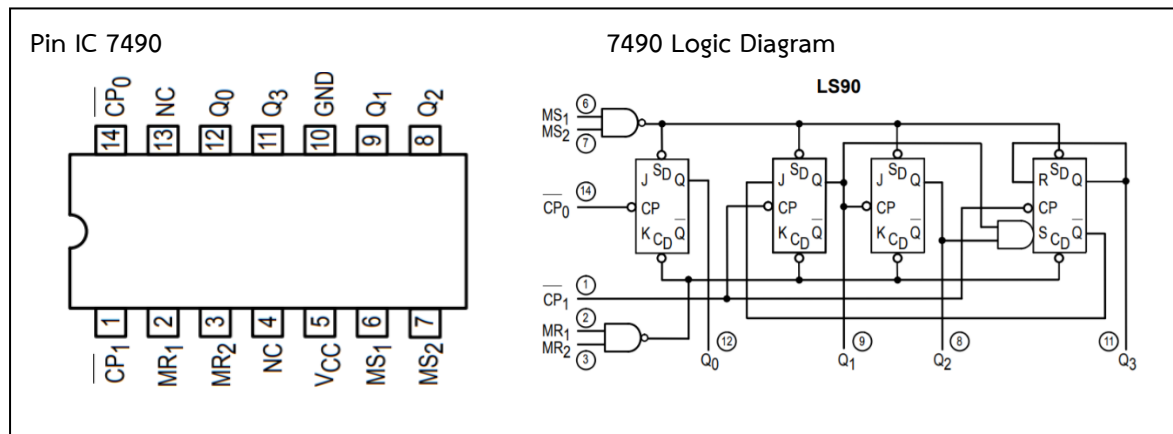 Pin IC 7490
7490 Logic Diagram
CP0 NC Q0 Q3 GND Q1 Q2
14 13 12 11 10 9 8
1 2 3 4 5 6 7
CP1 MR1 MR2 NC VCC MS1 MS2
LS90
6
MS1
MS2
7
J SD Q
J SD Q
J SD Q
R SD Q
14
CP0
CP
CP
CP
CP
K CD Q
K CD Q
K CD Q
S CD Q
1
CP1
2
MR1
MR2
3
12
9
8
11
Q0
Q1
Q2
Q3